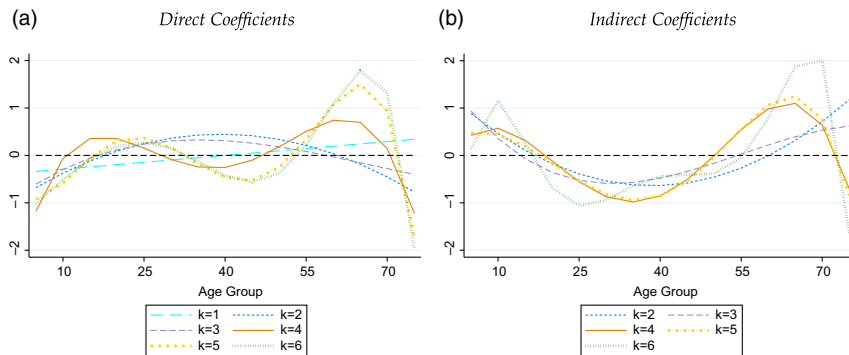 (a)
Direct Coefficients
2
1
0
−1
−2
10 25 40 55 70
Age Group
k=1 k=2
k=3 k=4
k=5 k=6
(b)
Indirect Coefficients
2
1
0
−1
−2
10 25 40 55 70
Age Group
k=2 k=3
k=4 k=5
k=6